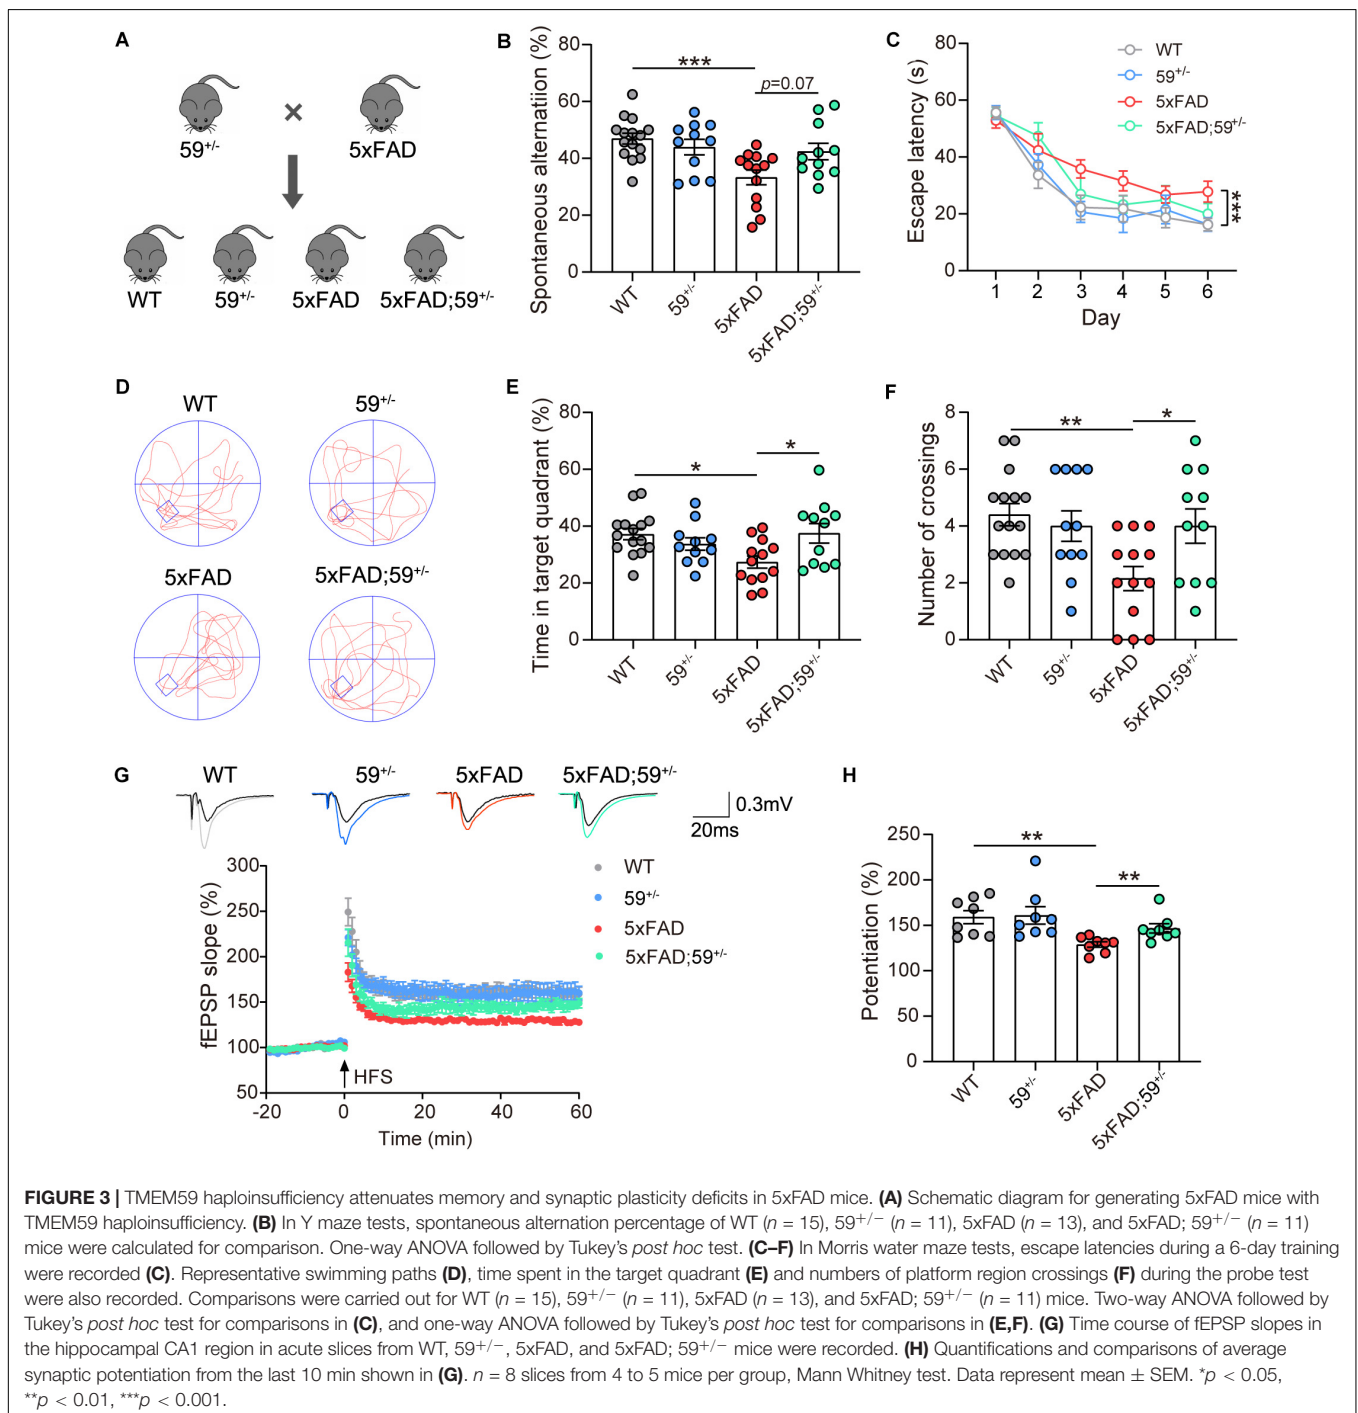 A
59+/-
×
5xFAD
WT
59+/-
5xFAD
5xFAD;59+/-
B
Spontaneous alternatiion (%)
80
60
40
20
0
***
p=0.07
WT
59+/-
5xFAD
5xFAD;59+/-
C
Escape latency (s)
80
60
40
20
0
WT
59+/-
5xFAD
5xFAD;59+/-
***
1 2 3 4 5 6
Day
D
WT
59+/-
5xFAD
5xFAD;59+/-
E
Time in target quadrant (%)
80
60
40
20
0
*
*
WT
59+/-
5xFAD
5xFAD;59+/-
F
Number of crossings
8
6
4
2
0
**
*
WT
59+/-
5xFAD
5xFAD;59+/-
G
WT
59+/-
5xFAD
5xFAD;59+/-
0.3mV
20ms
fEPSP slope (%)
300
250
200
150
100
50
WT
59+/-
5xFAD
5xFAD;59+/-
HFS
-20 0 20 40 60
Time (min)
H
Potentiation (%)
250
200
150
100
50
0
**
**
WT
59+/-
5xFAD
5xFAD;59+/-
FIGURE 3 | TMEM59 haploinsufficiency attenuates memory and synaptic plasticity deficits in 5xFAD mice. (A) Schematic diagram for generating 5xFAD mice with
TMEM59 haploinsufficiency. (B) In Y maze tests, spontaneous alternation percentage of WT (n = 15), 59+/− (n = 11), 5xFAD (n = 13), and 5xFAD; 59+/− (n = 11)
mice were calculated for comparison. One-way ANOVA followed by Tukey's post hoc test. (C–F) In Morris water maze tests, escape latencies during a 6-day training
were recorded (C). Representative swimming paths (D), time spent in the target quadrant (E) and numbers of platform region crossings (F) during the probe test
were also recorded. Comparisons were carried out for WT (n = 15), 59+/− (n = 11), 5xFAD (n = 13), and 5xFAD; 59+/− (n = 11) mice. Two-way ANOVA followed by
Tukey's post hoc test for comparisons in (C), and one-way ANOVA followed by Tukey's post hoc test for comparisons in (E,F). (G) Time course of fEPSP slopes in
the hippocampal CA1 region in acute slices from WT, 59+/−, 5xFAD, and 5xFAD; 59+/− mice were recorded. (H) Quantifications and comparisons of average
synaptic potentiation from the last 10 min shown in (G). n = 8 slices from 4 to 5 mice per group, Mann Whitney test. Data represent mean ± SEM. *p < 0.05,
**p < 0.01, ***p < 0.001.